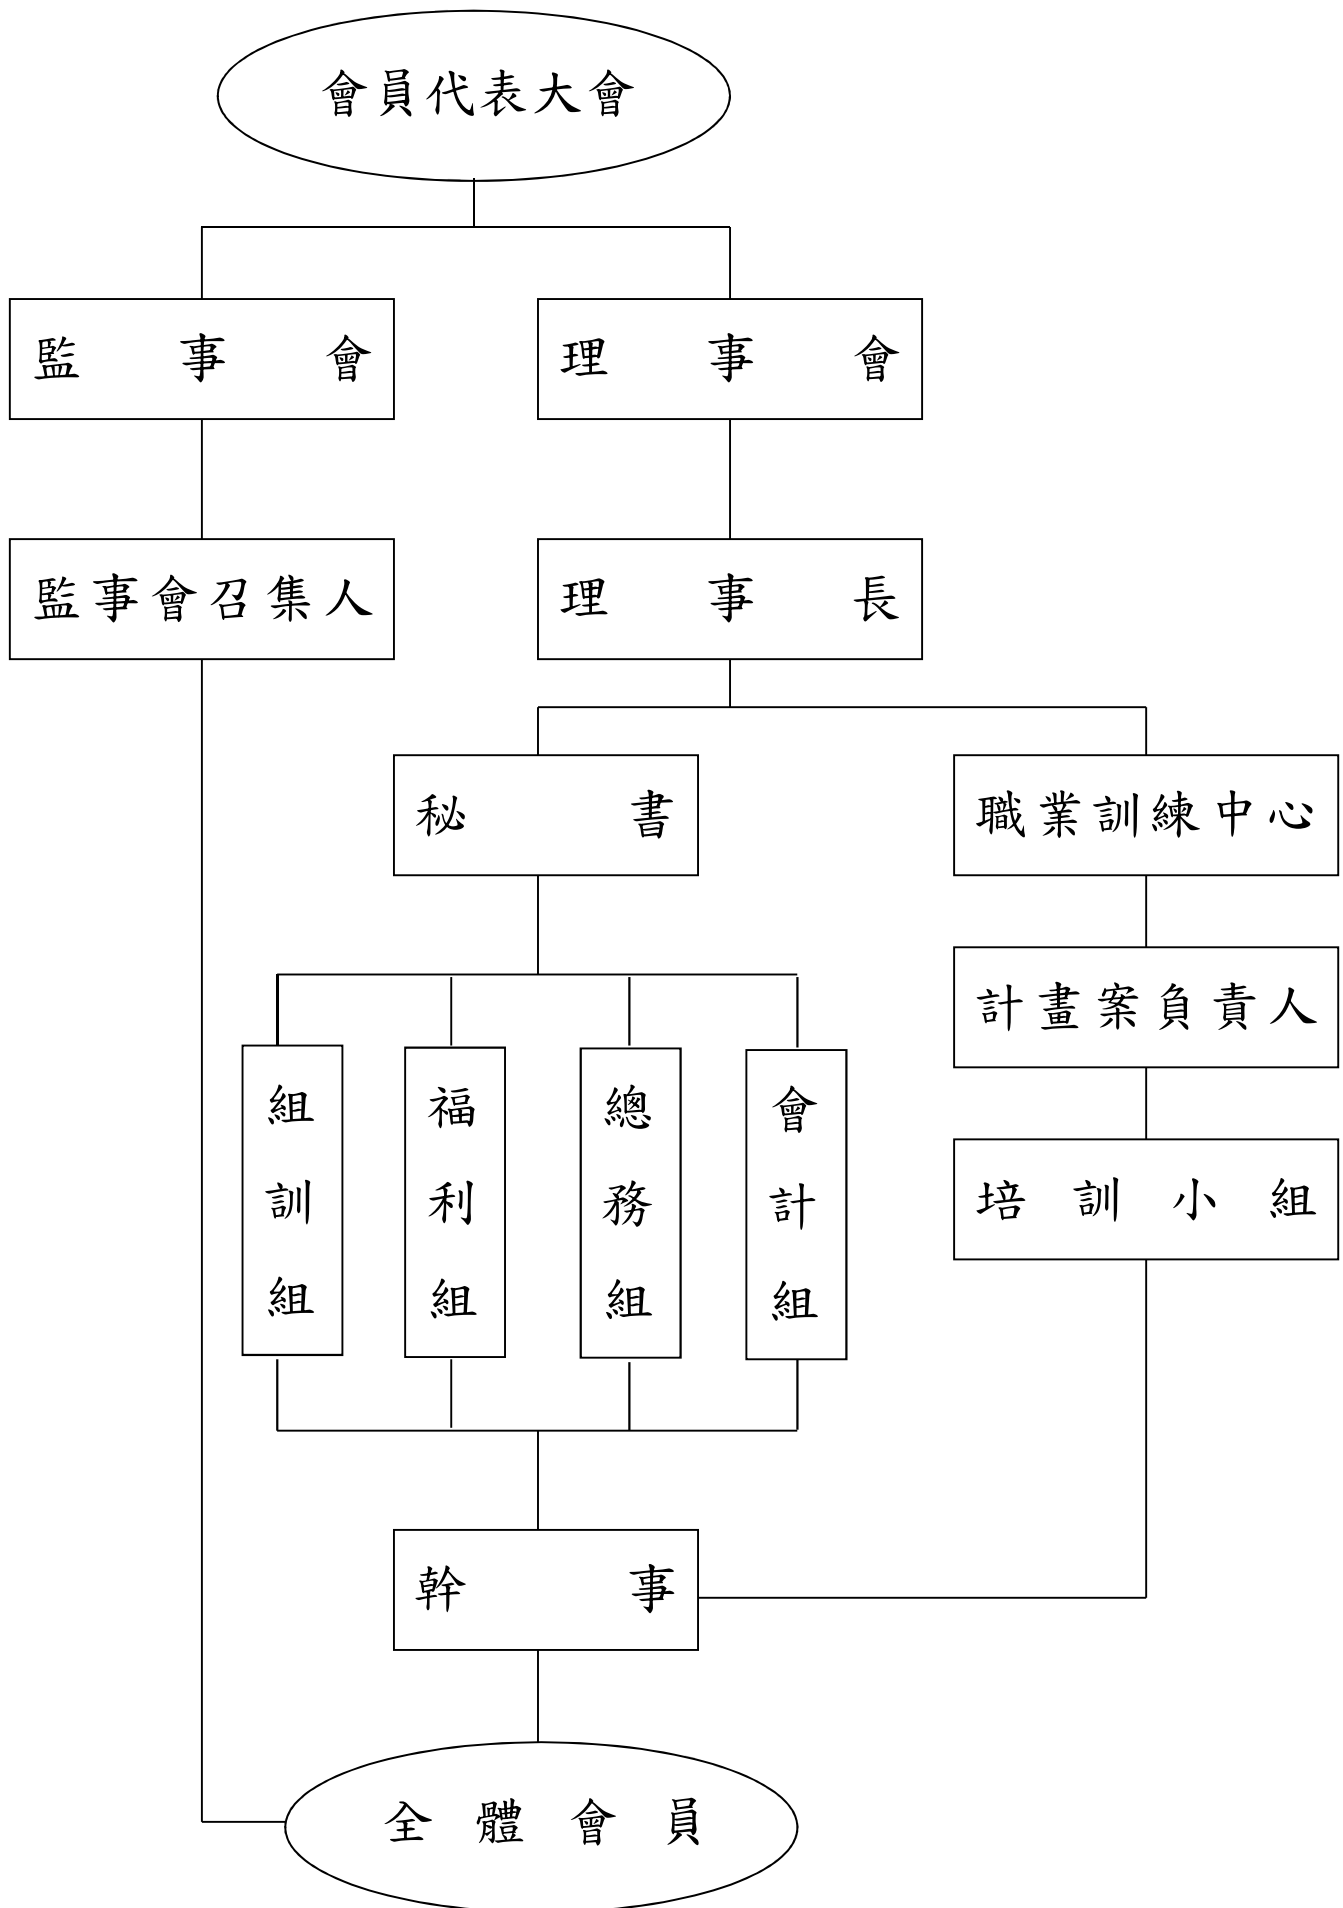 會員代表大會
監事會
理事會
監事會召集人
理事長
秘書
職業訓練中心
計畫案負責人
組訓組
福利組
總務組
會計組
培訓小組
幹事
全體會員